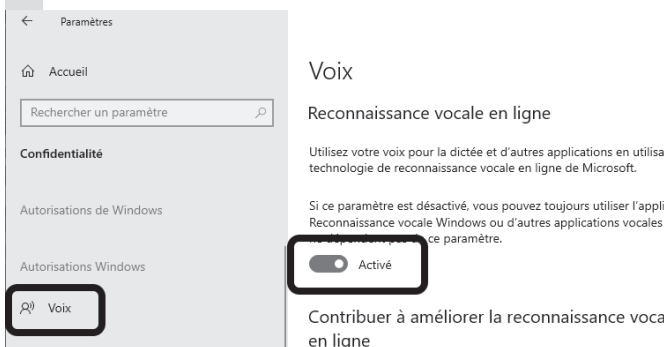 Paramètres
Accueil
Rechercher un paramètre
Confidentialité
Autorisations de Windows
Autorisations Windows
Voix
Voix
Reconnaissance vocale en ligne
Utilisez votre voix pour la dictée et d'autres applications en utilisa
technologie de reconnaissance vocale en ligne de Microsoft.
Si ce paramètre est désactivé, vous pouvez toujours utiliser l'appli
Reconnaissance vocale Windows ou d'autres applications vocales
ce paramètre.
Activé
Contribuer à améliorer la reconnaissance voca
en ligne